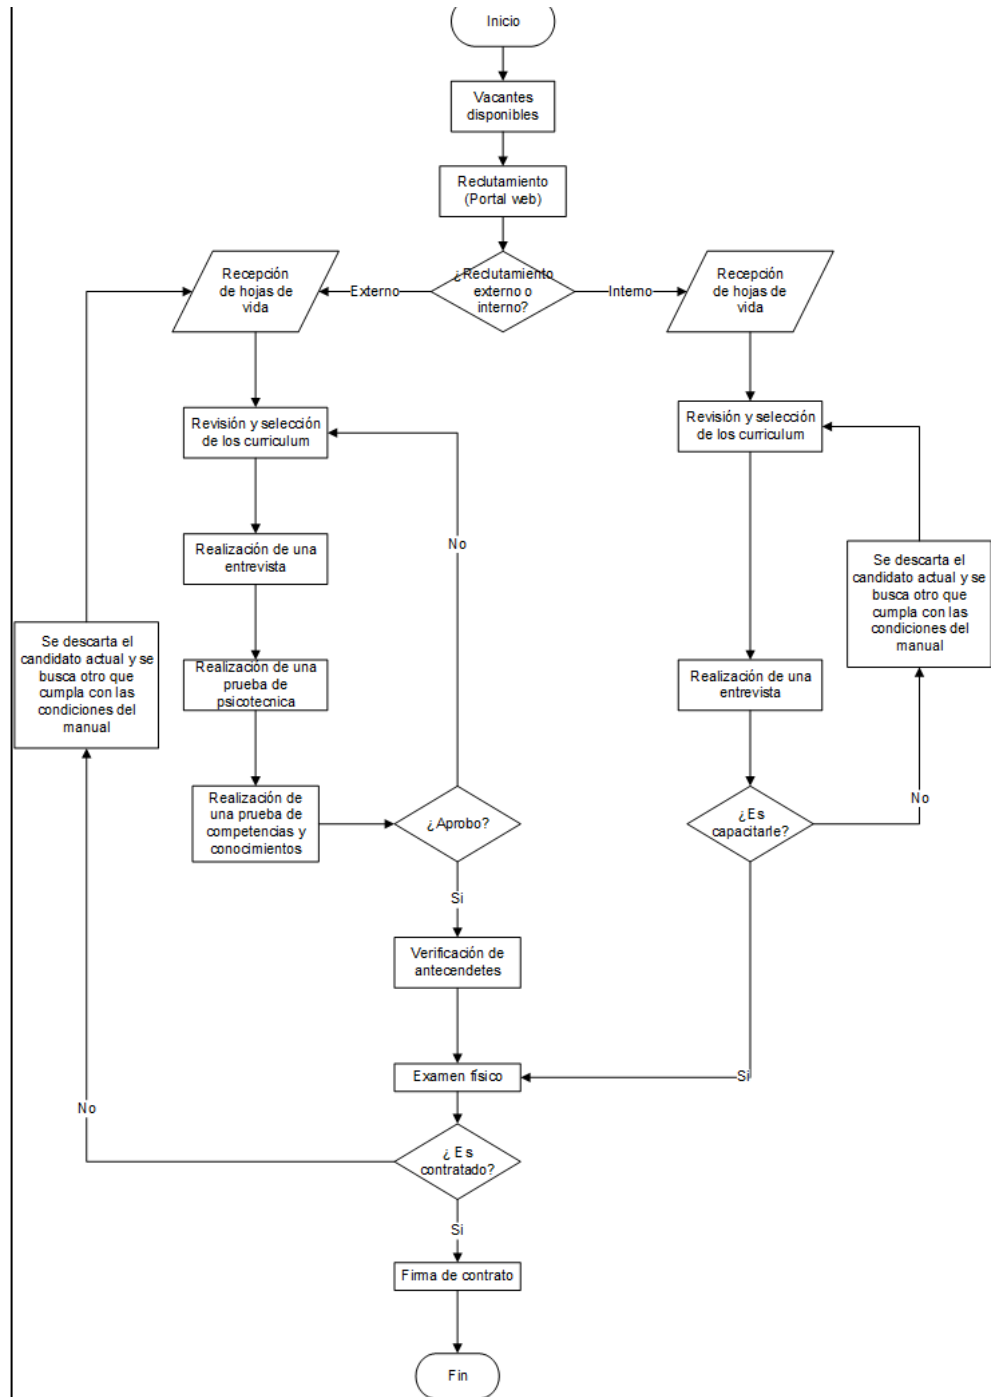 Inicio
Vacantes
disponibles
Reclutamiento
(Portal web)
¿Reclutamiento
externo o
interno?
Externo
Interno
Recepción
de hojas de
vida
Recepción
de hojas de
vida
Revisión y selección
de los curriculum
Revisión y selección
de los curriculum
Realización de una
entrevista
No
Se descarta el
candidato actual y se
busca otro que
cumpla con las
condiciones del
manual
Se descarta el
candidato actual y se
busca otro que
cumpla con las
condiciones del
manual
Realización de una
prueba de
psicotecnica
Realización de una
entrevista
Realización de
una prueba de
competencias y
conocimientos
¿Aprobo?
¿Es
capacitarle?
No
Si
Verificación de
antecendetes
Examen físico
Si
No
¿ Es
contratado?
Si
Firma de contrato
Fin